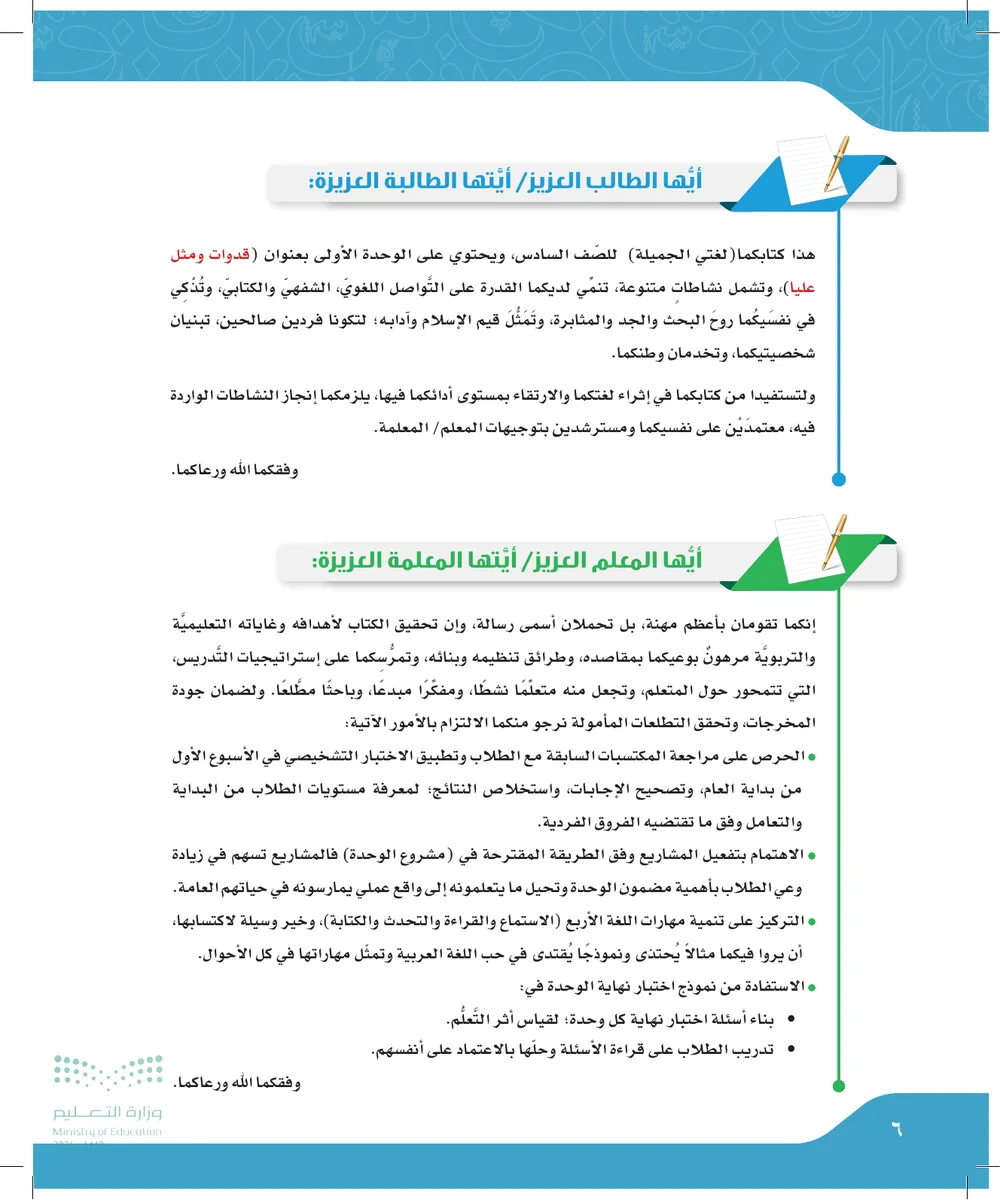 أيُّها الطالب العزيز/ أيَّتها الطالبة العزيزة:
هذا كتابكما(لغتي الجميلة) للصّف السادس، ويحتوي على الوحدة الأولى بعنوان (قدوات ومثل
عليا)، وتشمل نشاطاتٍ متنوعة، تنمِّي لديكما القدرة على التَّواصل اللغويّ، الشفهيّ والكتابيّ، وتُذْكِي
في نفسَيكُما روحَ البحث والجد والمثابرة، وتَمَثُّلَ قيم الإسلام وآدابه؛ لتكونا فردين صالحين، تبنيان
شخصيتيكما، وتخدمان وطنكما.
ولتستفيدا من كتابكما في إثراء لغتكما والارتقاء بمستوى أدائكما فيها، يلزمكما إنجاز النشاطات الواردة
فيه، معتمدَيْن على نفسيكما ومسترشدين بتوجيهات المعلم/ المعلمة.
وفقكما الله ورعاكما.
أيُّها المعلم العزيز/ أيَّتها المعلمة العزيزة:
إنكما تقومان بأعظم مهنة، بل تحملان أسمى رسالة، وإن تحقيق الكتاب لأهدافه وغاياته التعليميَّة
والتربويَّة مرهونٌ بوعيكما بمقاصده، وطرائق تنظيمه وبنائه، وتمرُّسِكما على إستراتيجيات التَّدريس،
التي تتمحور حول المتعلم، وتجعل منه متعلِّمًا نشطًا، ومفكِّرًا مبدعًا، وباحثًا مطَّلعًا. ولضمان جودة
المخرجات، وتحقق التطلعات المأمولة نرجو منكما الالتزام بالأمور الآتية:
● الحرص على مراجعة المكتسبات السابقة مع الطلاب وتطبيق الاختبار التشخيصي في الأسبوع الأول
من بداية العام، وتصحيح الإجابات، واستخلاص النتائج؛ لمعرفة مستويات الطلاب من البداية
والتعامل وفق ما تقتضيه الفروق الفردية.
● الاهتمام بتفعيل المشاريع وفق الطريقة المقترحة في (مشروع الوحدة) فالمشاريع تسهم في زيادة
وعي الطلاب بأهمية مضمون الوحدة وتحيل ما يتعلمونه إلى واقع عملي يمارسونه في حياتهم العامة.
● التركيز على تنمية مهارات اللغة الأربع (الاستماع والقراءة والتحدث والكتابة)، وخير وسيلة لاكتسابها،
أن يروا فيكما مثالاً يُحتذى ونموذجًا يُقتدى في حب اللغة العربية وتمثّل مهاراتها في كل الأحوال.
● الاستفادة من نموذج اختبار نهاية الوحدة في:
• بناء أسئلة اختبار نهاية كل وحدة؛ لقياس أثر التَّعلُّم.
• تدريب الطلاب على قراءة الأسئلة وحلّها بالاعتماد على أنفسهم.
وفقكما الله ورعاكما.
وزارة التعـــليم
Ministry of Education
٦